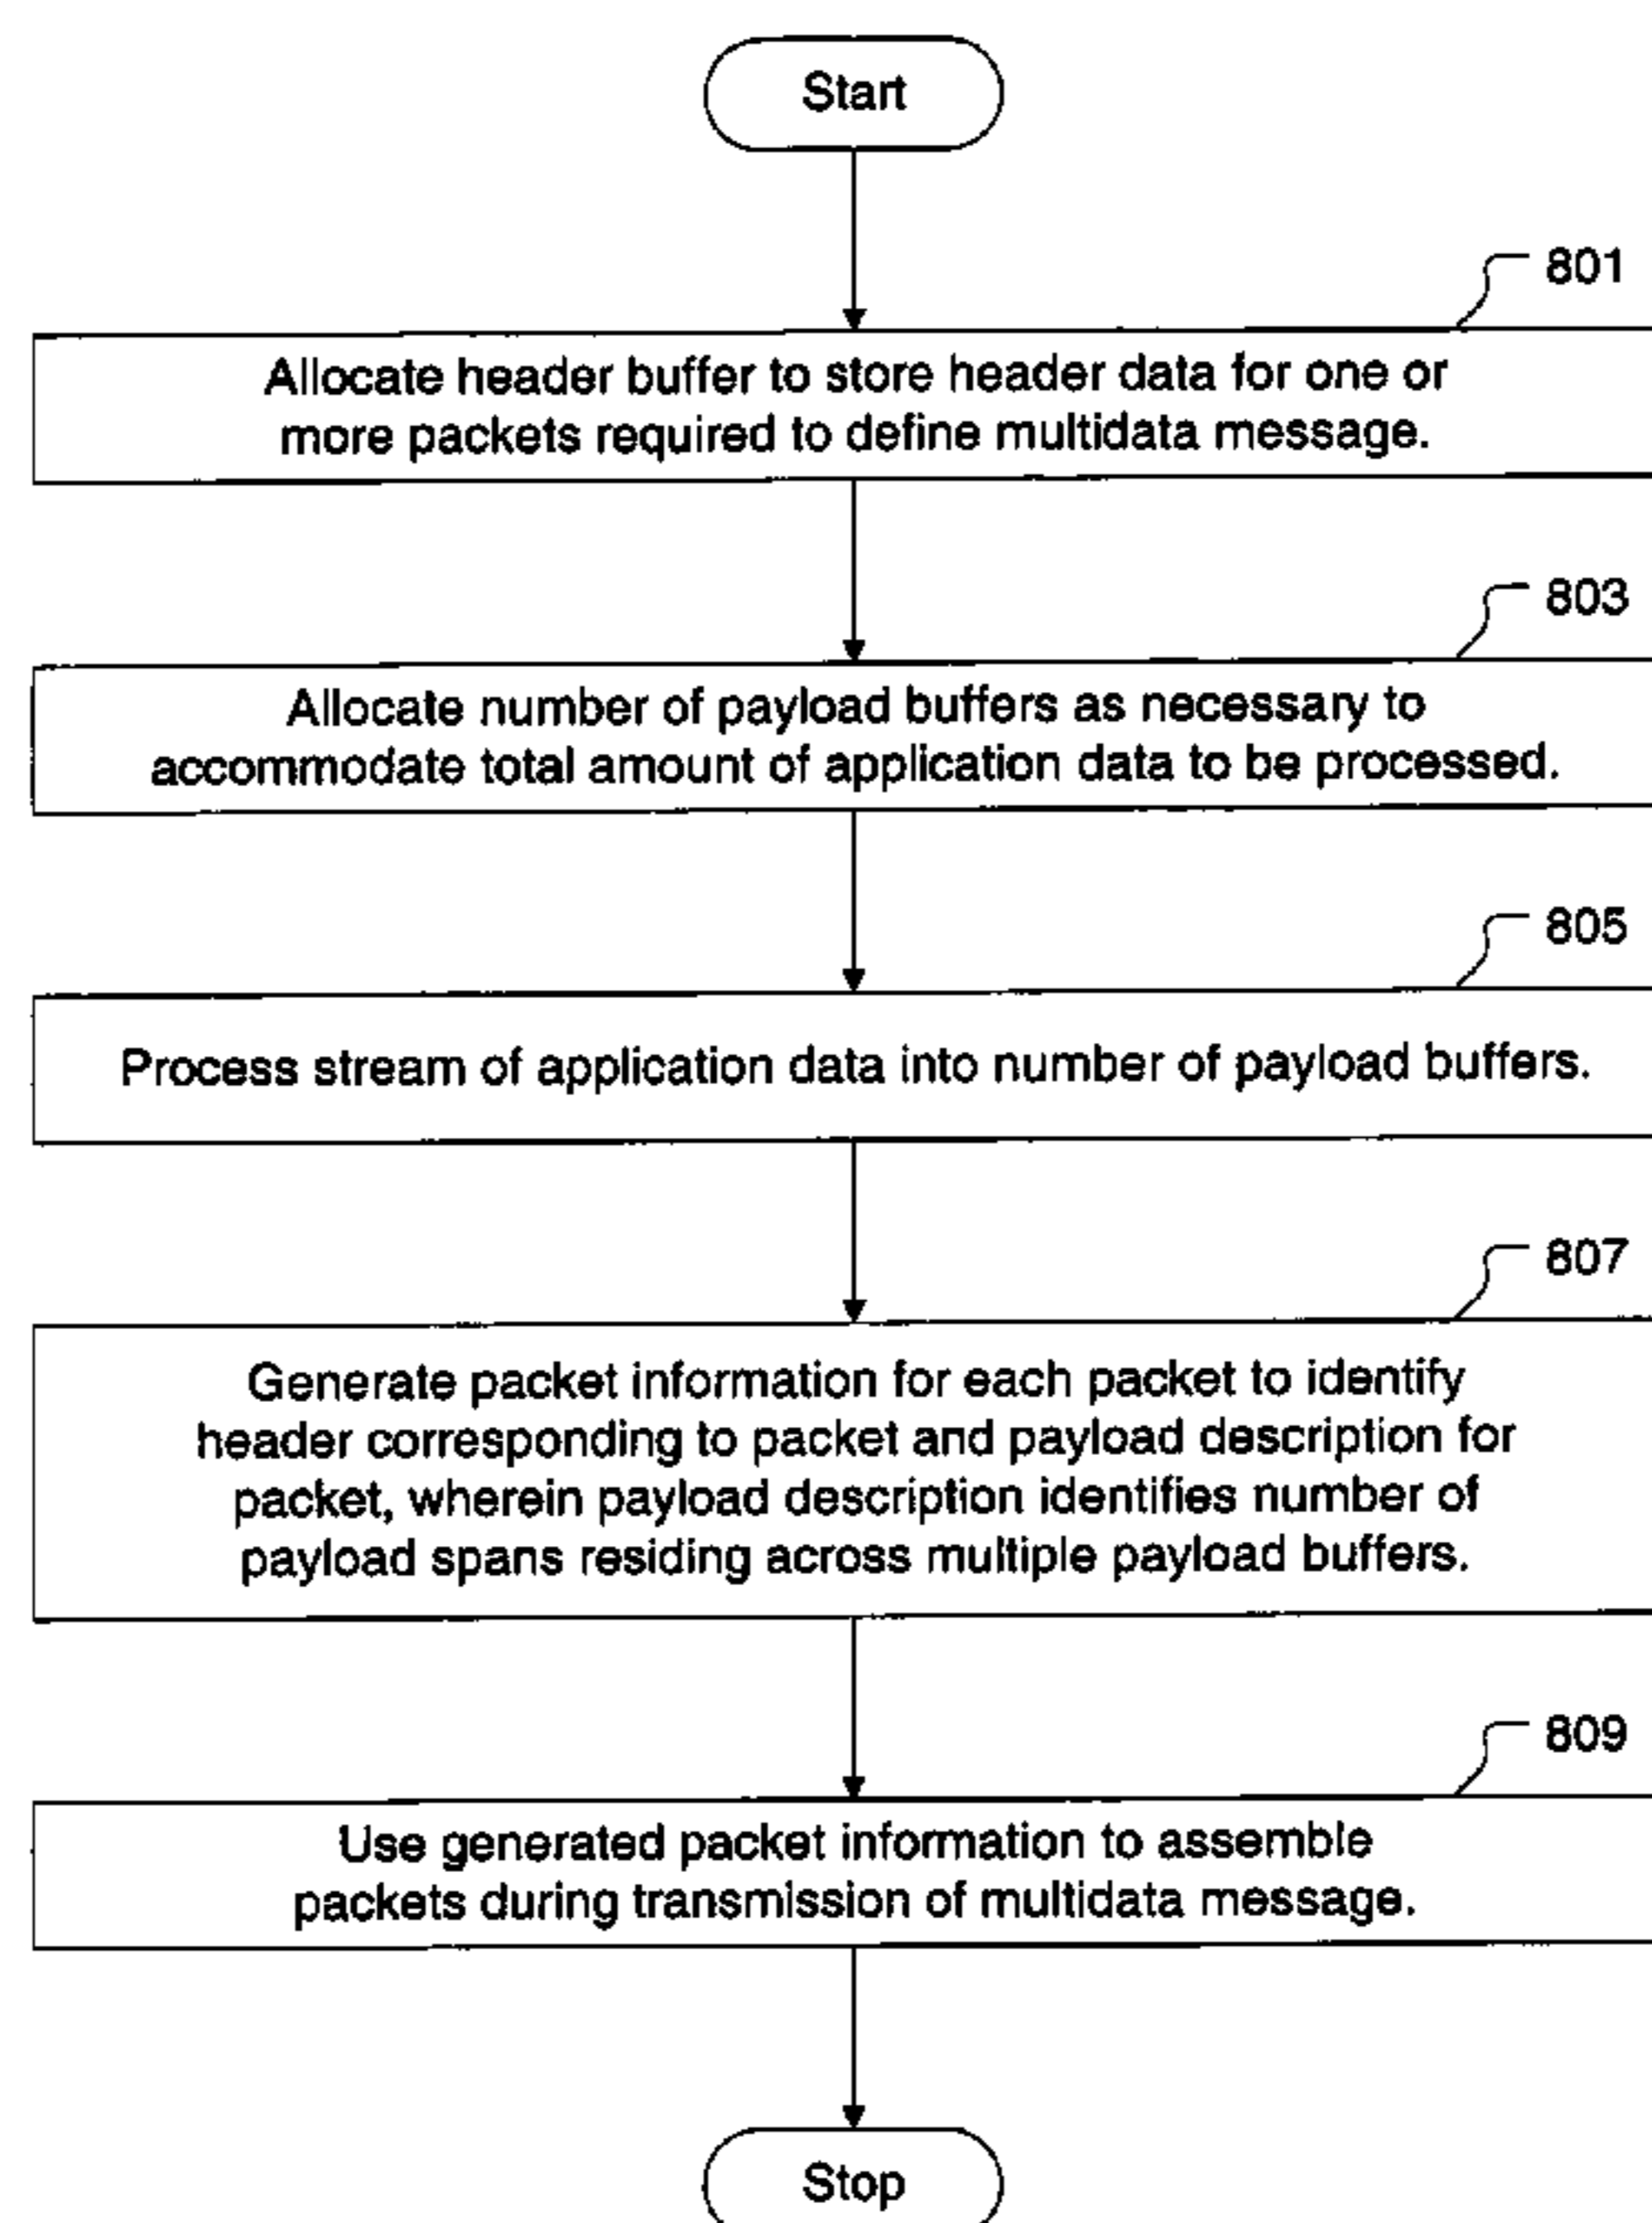 Start
801
Allocate header buffer to store header data for one or
more packets required to define multidata message.
803
Allocate number of payload buffers as necessary to
accommodate total amount of application data to be processed.
805
Process stream of application data into number of payload buffers.
807
Generate packet information for each packet to identify
header corresponding to packet and payload description for
packet, wherein payload description identifies number of
payload spans residing across multiple payload buffers.
809
Use generated packet information to assemble
packets during transmission of multidata message.
Stop